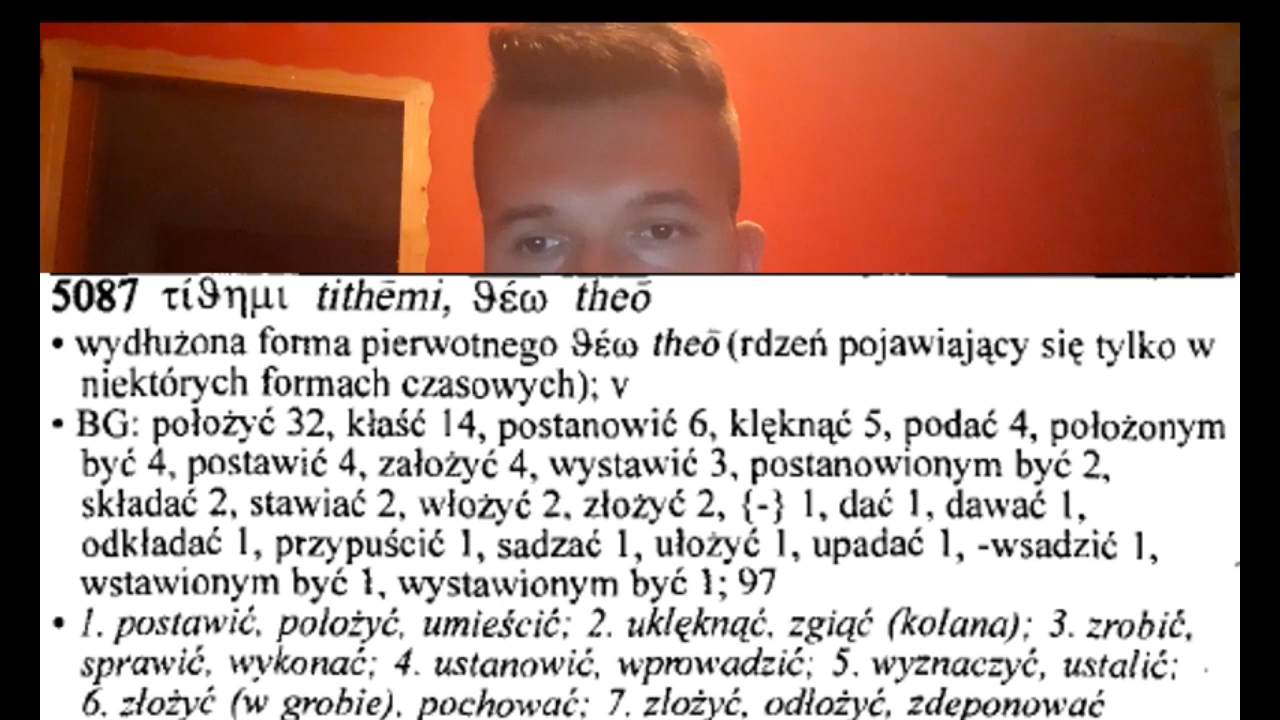 5087 τίϑημι tithēmi, ϑέω theō
• wydłużona forma pierwotnego ϑέω theō (rdzeń pojawiający się tylko w
niektórych formach czasowych); v
• BG: położyć 32, kłaść 14, postanowić 6, klęknąć 5, podać 4, położonym
być 4, postawić 4, założyć 4, wystawić 3, postanowionym być 2,
składać 2, stawiać 2, włożyć 2, złożyć 2, {-} 1, dać 1, dawać 1,
odkładać 1, przypuścić 1, sadzać 1, ułożyć 1, upadać 1, -wsadzić 1,
wstawionym być 1, wystawionym być 1; 97
• 1. postawić, położyć, umieścić; 2. uklęknąć, zgiąć (kolana); 3. zrobić,
sprawić, wykonać; 4. ustanowić, wprowadzić; 5. wyznaczyć, ustalić;
6. złożyć (w grobie), pochować; 7. złożyć, odłożyć, zdeponować